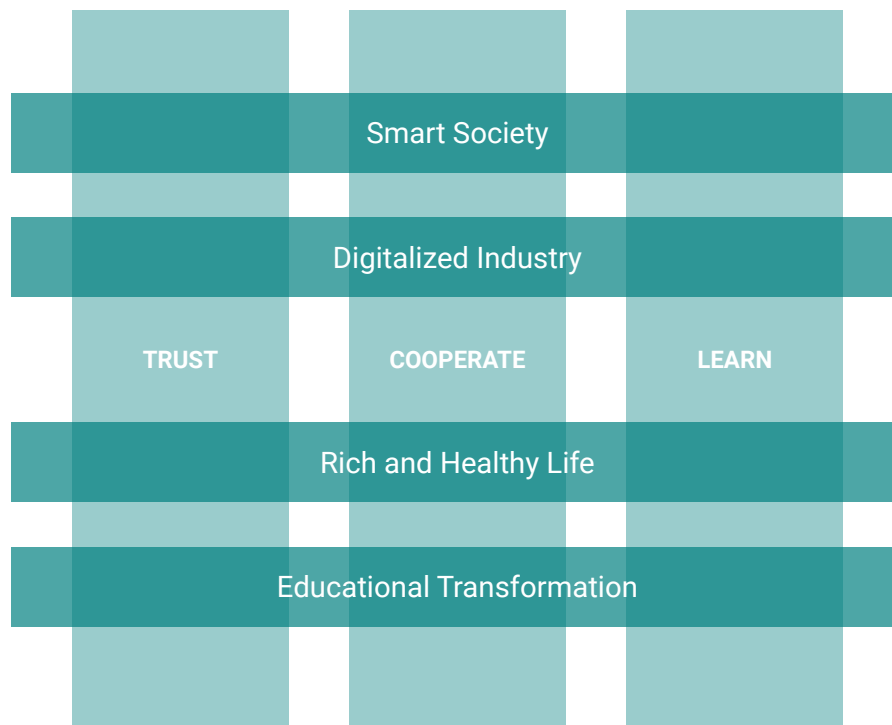 Smart Society
Digitalized Industry
TRUST COOPERATE LEARN
Rich and Healthy Life
Educational Transformation